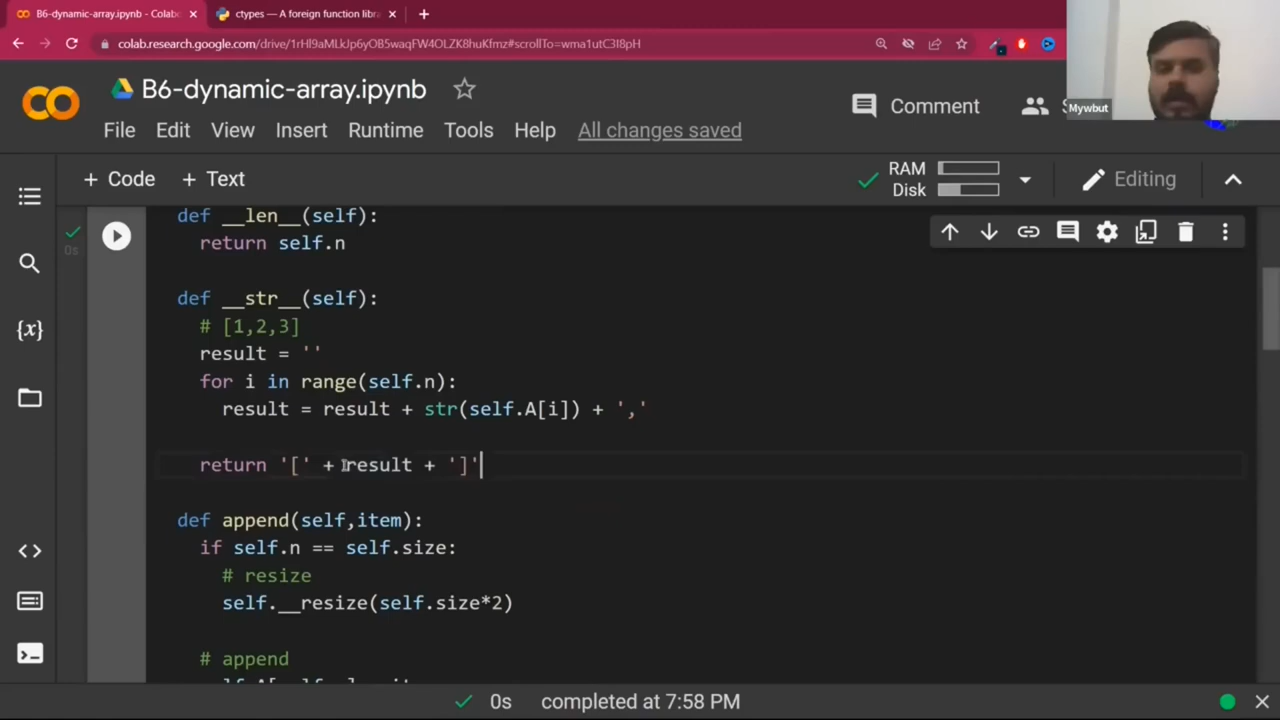 B6-dynamic-array.ipynb - Colab
ctypes — A foreign function libra
colab.research.google.com/drive/1rHl9aMLkJp6yOB5waqFW4OLZK8huKfmz#scrollTo=wma1utC3I8pH
Mywbut
B6-dynamic-array.ipynb
Comment
File Edit View Insert Runtime Tools Help All changes saved
+ Code + Text
RAM
Disk
Editing
def __len__(self):
return self.n
0s
def __str__(self):
# [1,2,3]
result = ''
for i in range(self.n):
result = result + str(self.A[i]) + ','
return '[' + result + ']'
def append(self,item):
if self.n == self.size:
# resize
self.__resize(self.size*2)
# append
0s completed at 7:58 PM